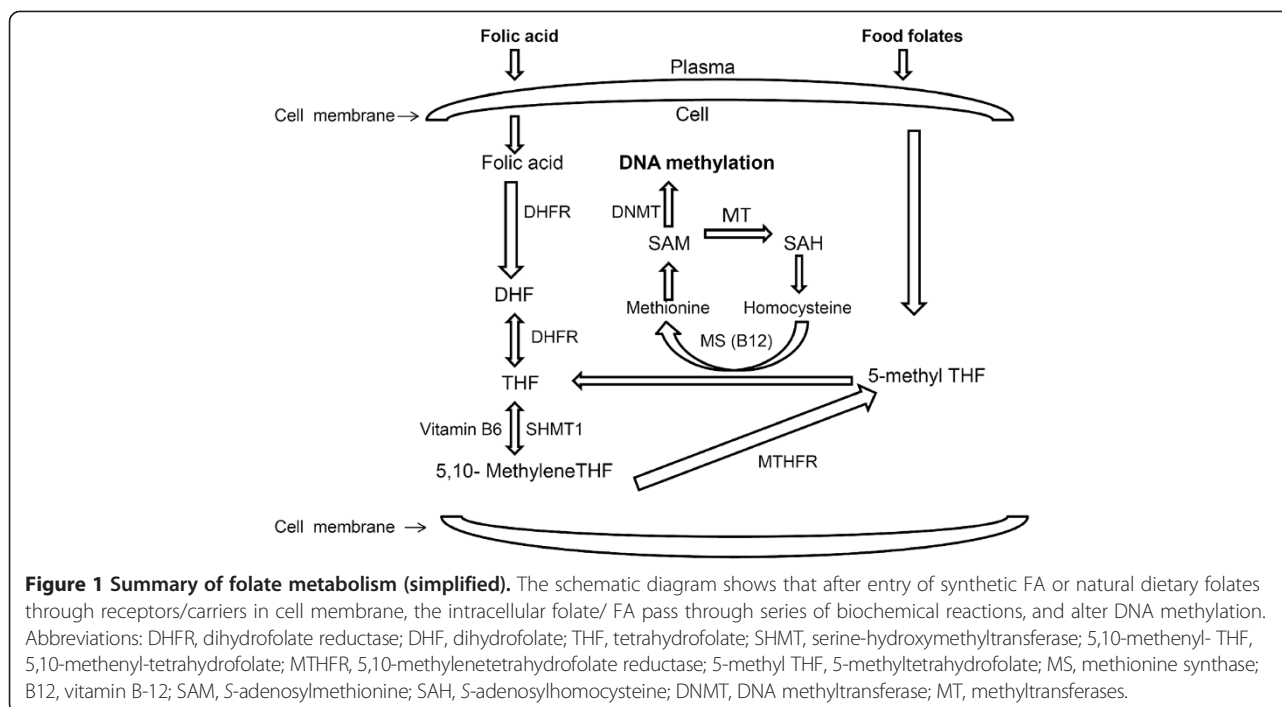 Folic acid Food folates
Plasma
Cell membrane→
Cell
Folic acid DNA methylation
DHFR DNMT MT
SAM SAH
DHF
Methionine Homocysteine
DHFR MS (B12)
THF 5-methyl THF
Vitamin B6 SHMT1
5,10- MethyleneTHF MTHFR
Cell membrane →
Figure 1 Summary of folate metabolism (simplified). The schematic diagram shows that after entry of synthetic FA or natural dietary folates
through receptors/carriers in cell membrane, the intracellular folate/ FA pass through series of biochemical reactions, and alter DNA methylation.
Abbreviations: DHFR, dihydrofolate reductase; DHF, dihydrofolate; THF, tetrahydrofolate; SHMT, serine-hydroxymethyltransferase; 5,10-methenyl- THF,
5,10-methenyl-tetrahydrofolate; MTHFR, 5,10-methylenetetrahydrofolate reductase; 5-methyl THF, 5-methyltetrahydrofolate; MS, methionine synthase;
B12, vitamin B-12; SAM, S-adenosylmethionine; SAH, S-adenosylhomocysteine; DNMT, DNA methyltransferase; MT, methyltransferases.